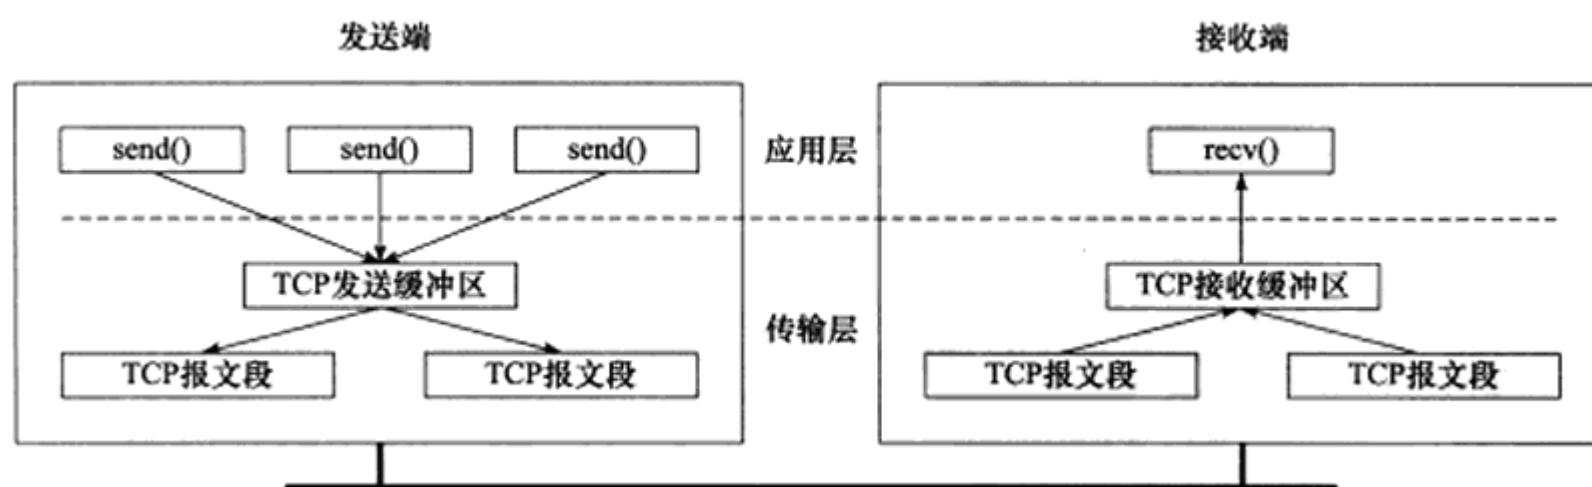 发送端 接收端
send() send() send() 应用层 recv()
TCP发送缓冲区 TCP接收缓冲区
传输层
TCP报文段 TCP报文段 TCP报文段 TCP报文段